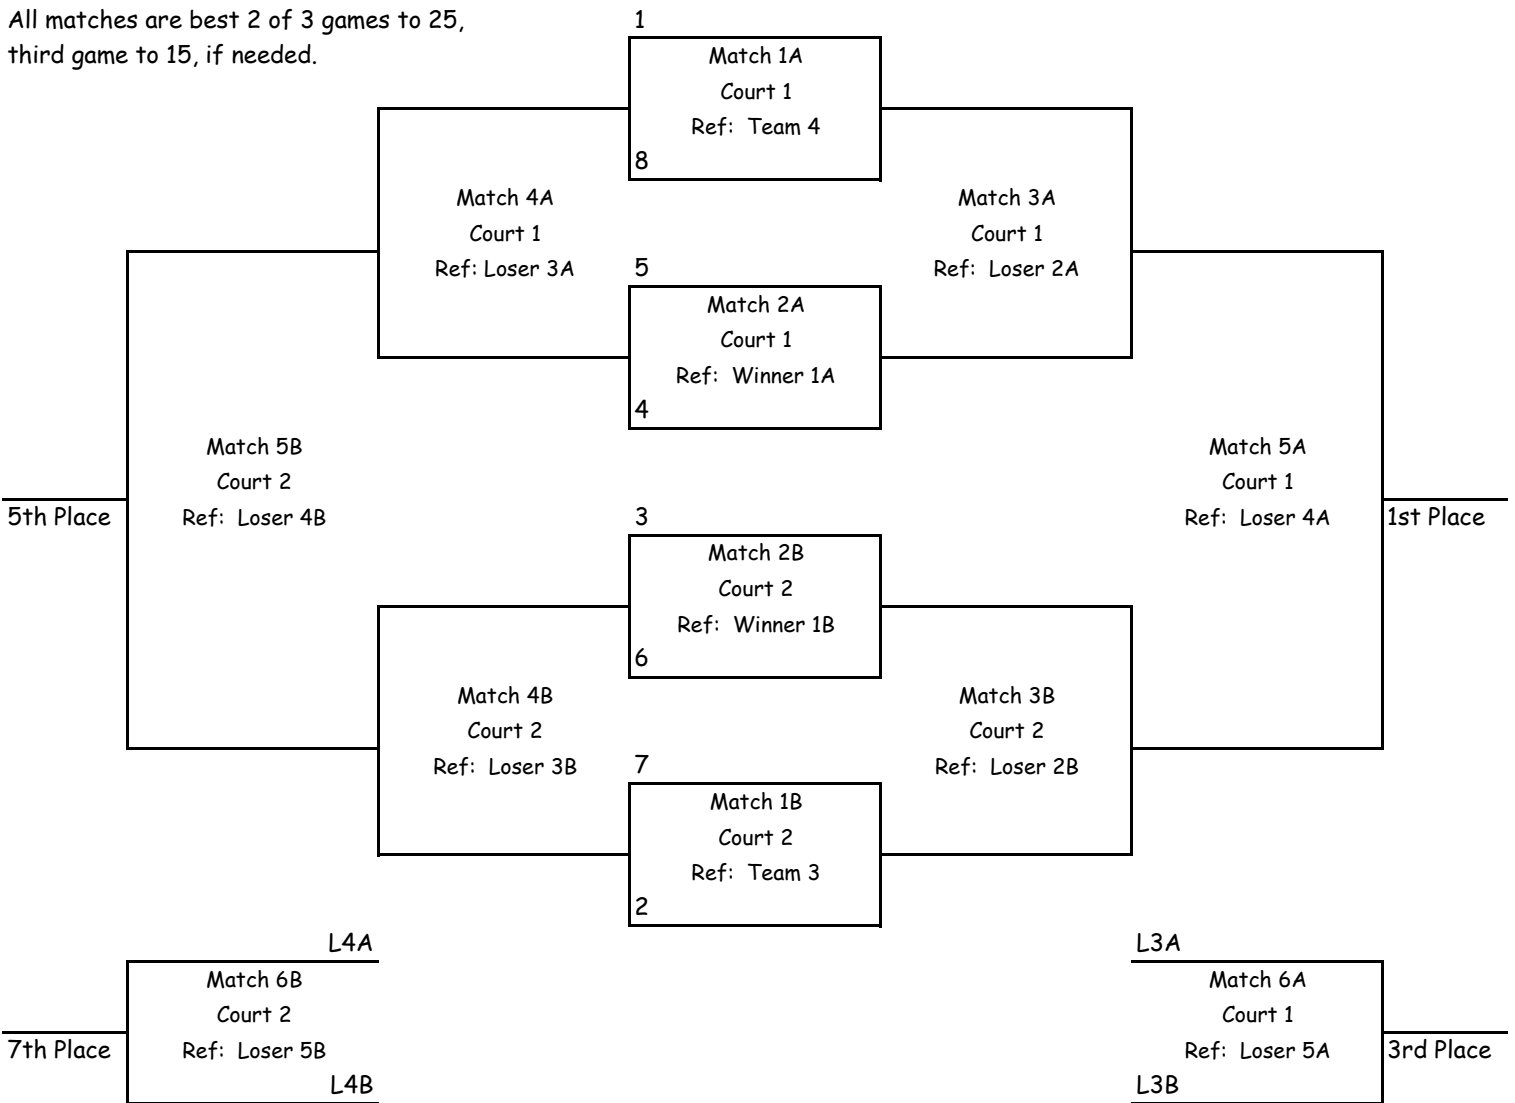 All matches are best 2 of 3 games to 25,
third game to 15, if needed.
1
Match 1A
Court 1
Ref:  Team 4
8
Match 4A
Court 1
Ref: Loser 3A
Match 3A
Court 1
Ref:  Loser 2A
5
Match 2A
Court 1
Ref:  Winner 1A
4
Match 5B
Court 2
Ref:  Loser 4B
5th Place
Match 5A
Court 1
Ref:  Loser 4A
1st Place
3
Match 2B
Court 2
Ref:  Winner 1B
6
Match 4B
Court 2
Ref:  Loser 3B
Match 3B
Court 2
Ref:  Loser 2B
7
Match 1B
Court 2
Ref:  Team 3
2
L4A
Match 6B
Court 2
Ref:  Loser 5B
7th Place
L4B
L3A
Match 6A
Court 1
Ref:  Loser 5A
3rd Place
L3B